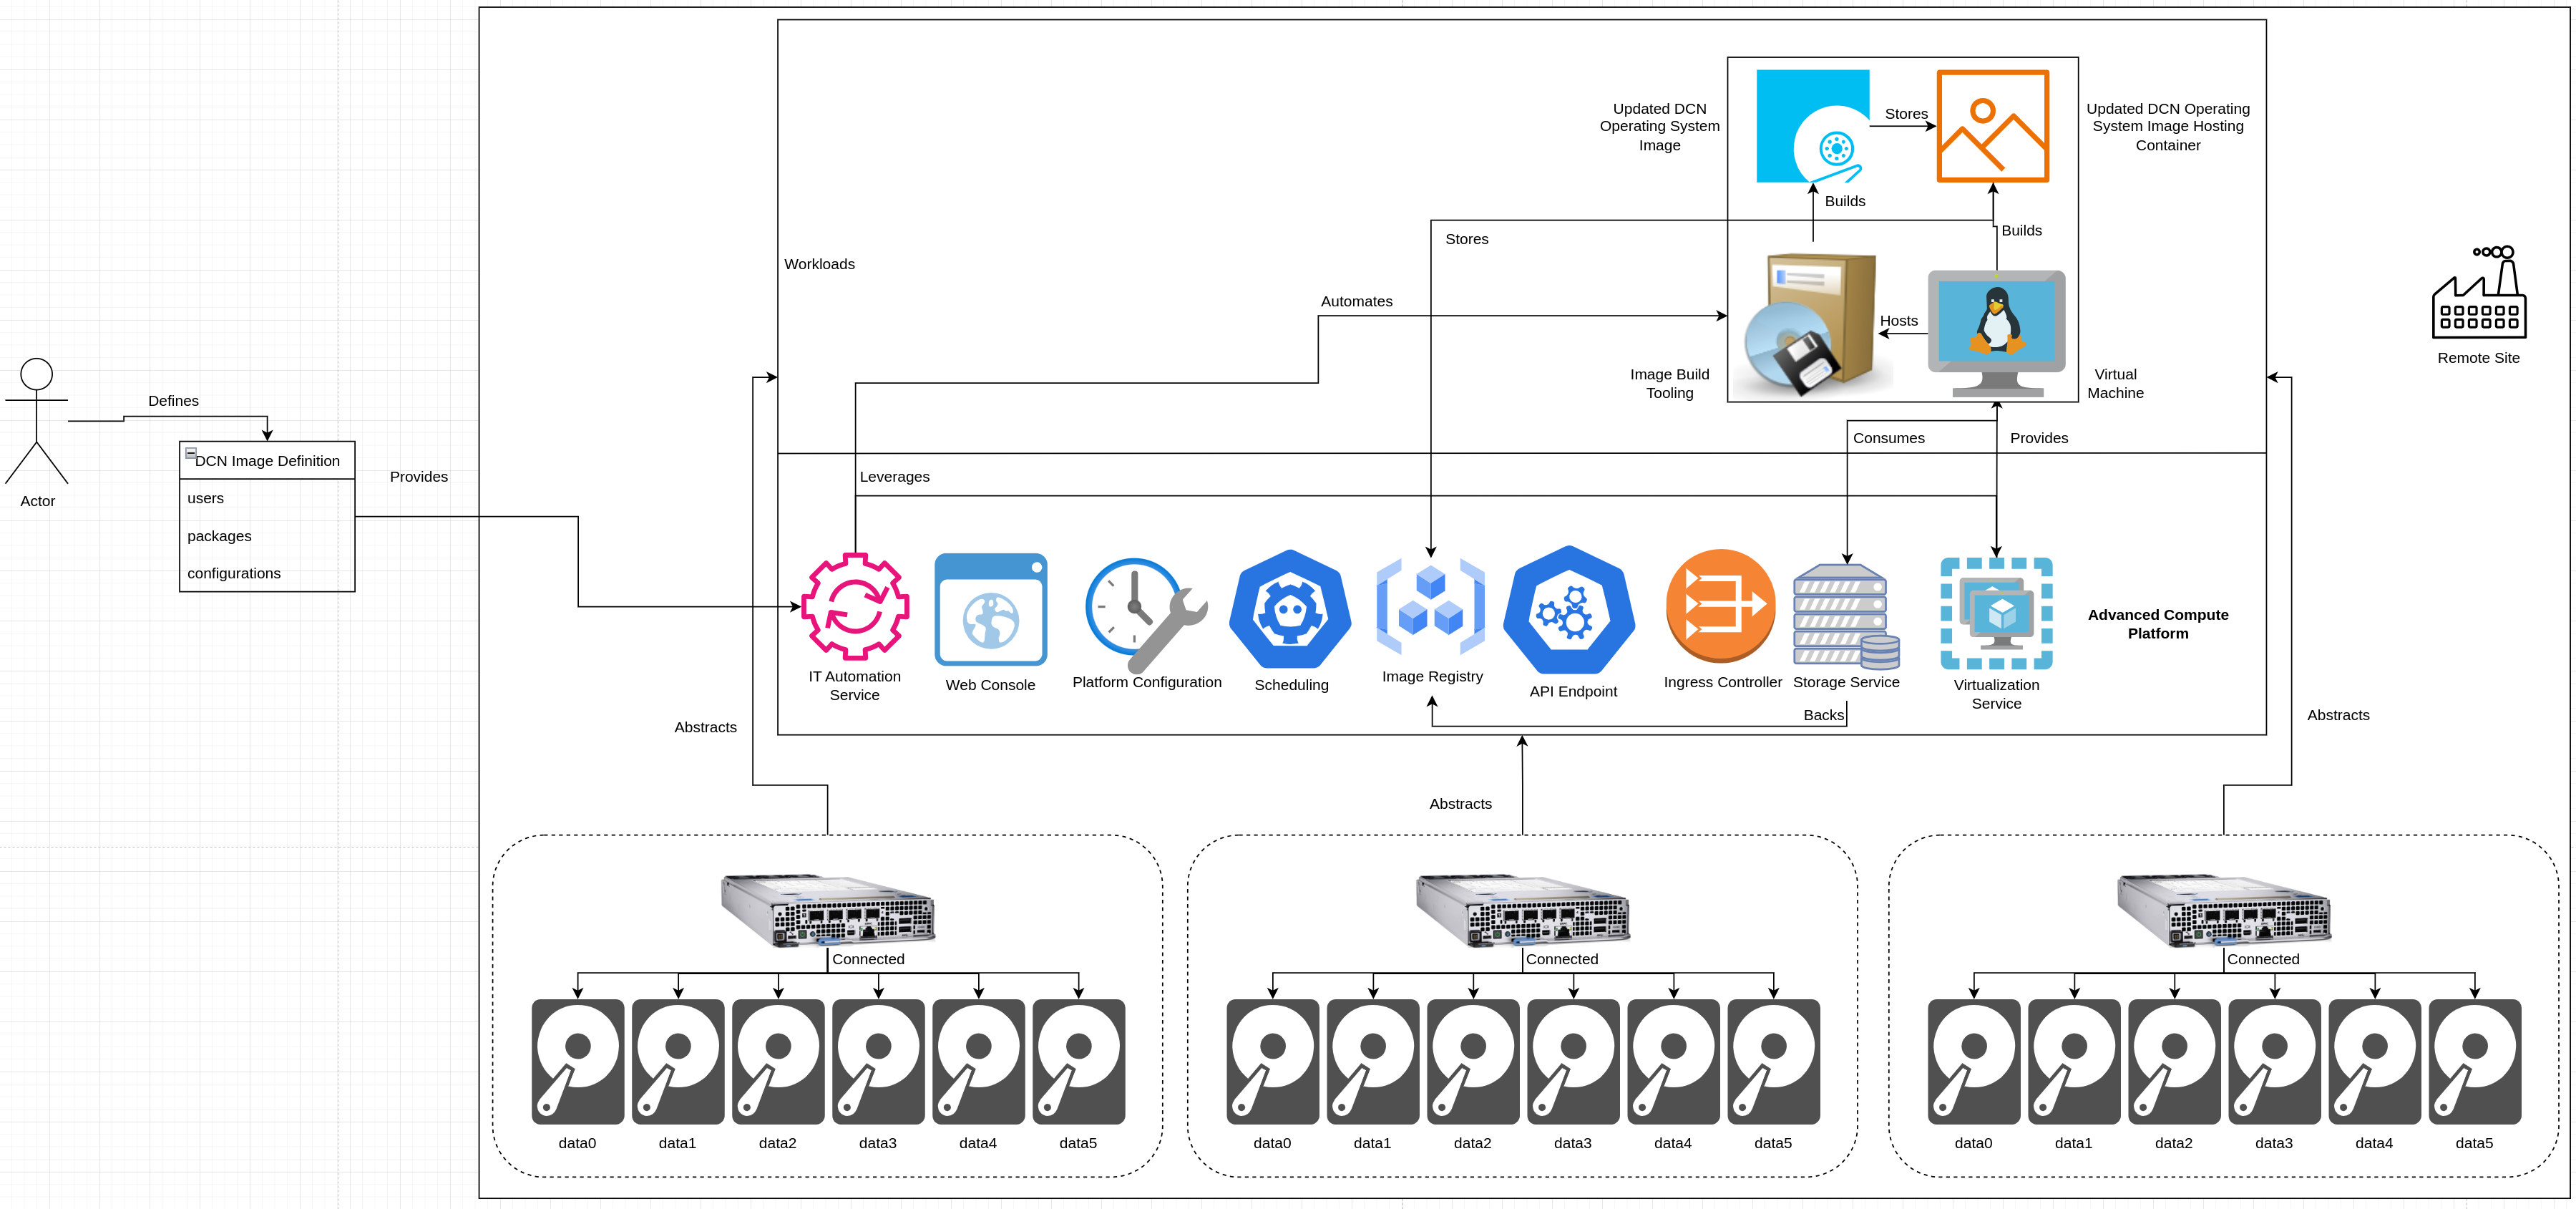 Updated DCN
Operating System
Image
Stores
Updated DCN Operating
System Image Hosting
Container
Builds
Builds
Stores
Workloads
Automates
Hosts
Remote Site
Image Build
Tooling
Virtual
Machine
Defines
Actor
DCN Image Definition
users
packages
configurations
Provides
Consumes
Provides
Leverages
IT Automation
Service
Web Console
Platform Configuration
Scheduling
Image Registry
API Endpoint
Ingress Controller
Storage Service
Virtualization
Service
Advanced Compute
Platform
Backs
Abstracts
Abstracts
Abstracts
Connected
Connected
Connected
data0
data1
data2
data3
data4
data5
data0
data1
data2
data3
data4
data5
data0
data1
data2
data3
data4
data5